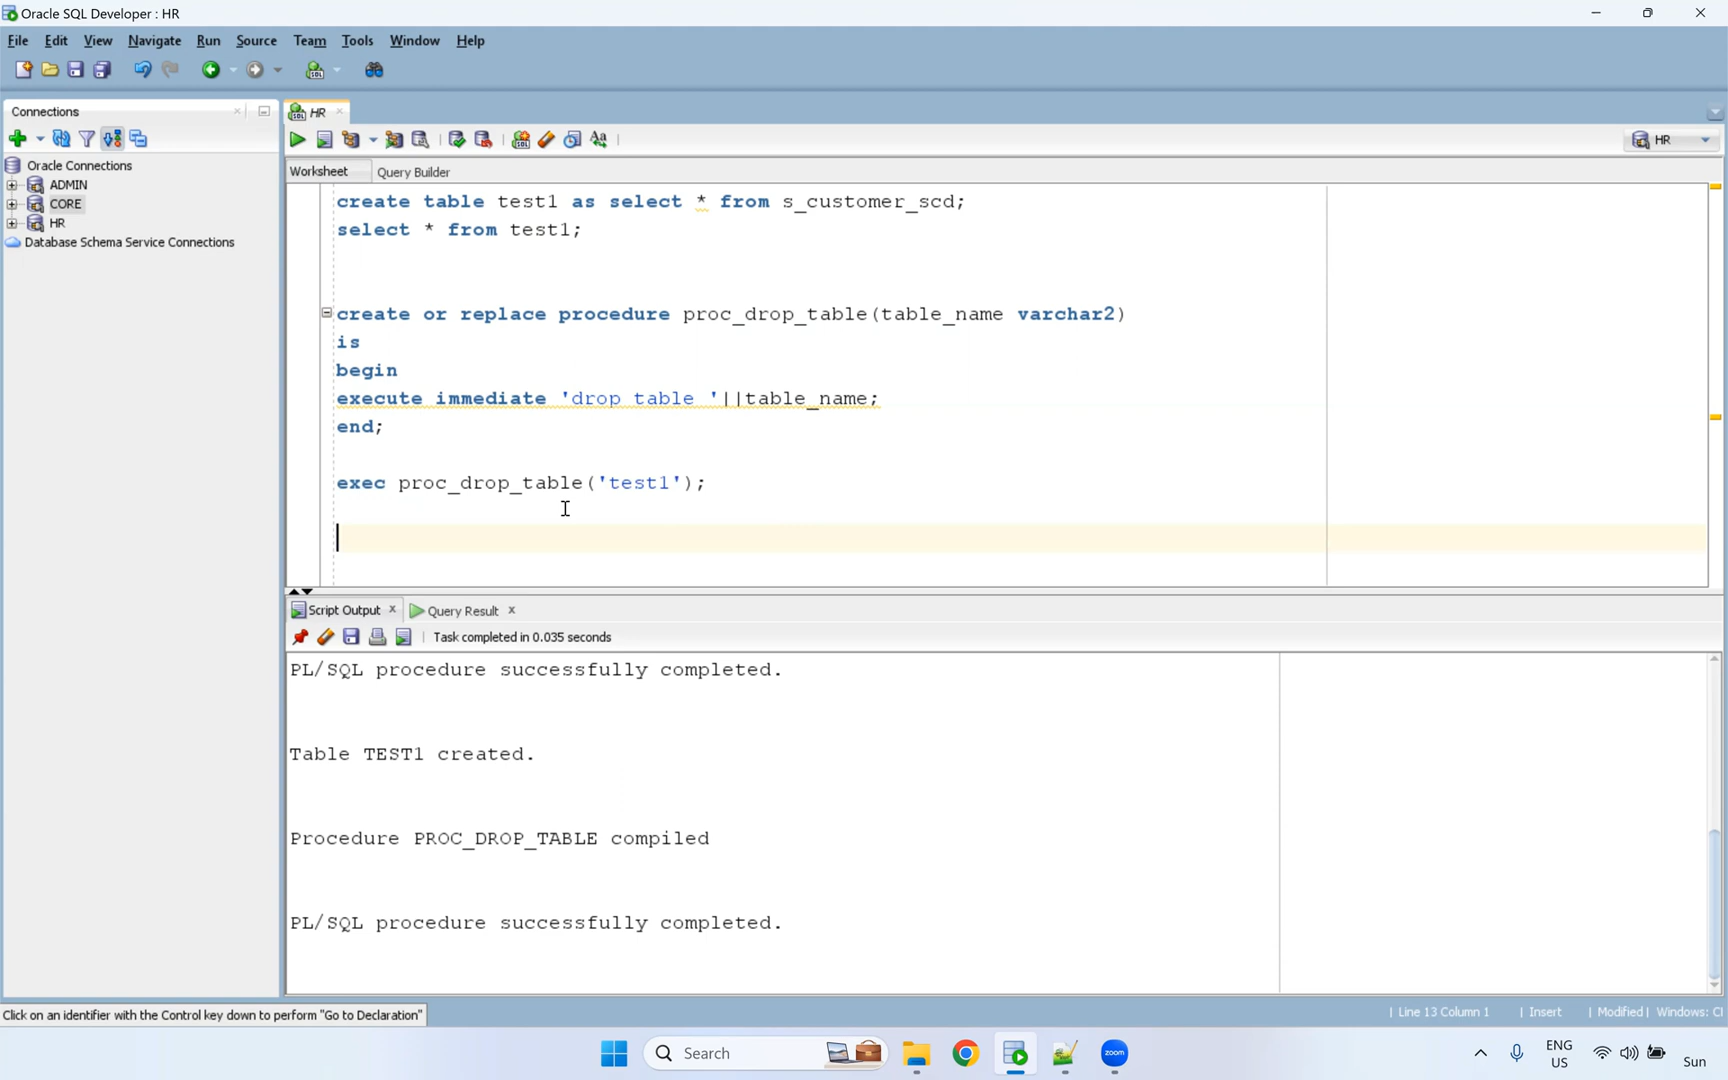 Oracle SQL Developer : HR
File Edit View Navigate Run Source Team Tools Window Help
Connections
Oracle Connections
ADMIN
CORE
HR
Database Schema Service Connections
HR
HR
Worksheet Query Builder
create table test1 as select * from s_customer_scd;
select * from test1;
create or replace procedure proc_drop_table(table_name varchar2)
is
begin
execute immediate 'drop table '||table_name;
end;
exec proc_drop_table('test1');
Script Output Query Result
Task completed in 0.035 seconds
PL/SQL procedure successfully completed.
Table TEST1 created.
Procedure PROC_DROP_TABLE compiled
PL/SQL procedure successfully completed.
Click on an identifier with the Control key down to perform "Go to Declaration"
| Line 13 Column 1 | Insert | Modified | Windows: Cl
Search
zoom
ENG
US
Sun